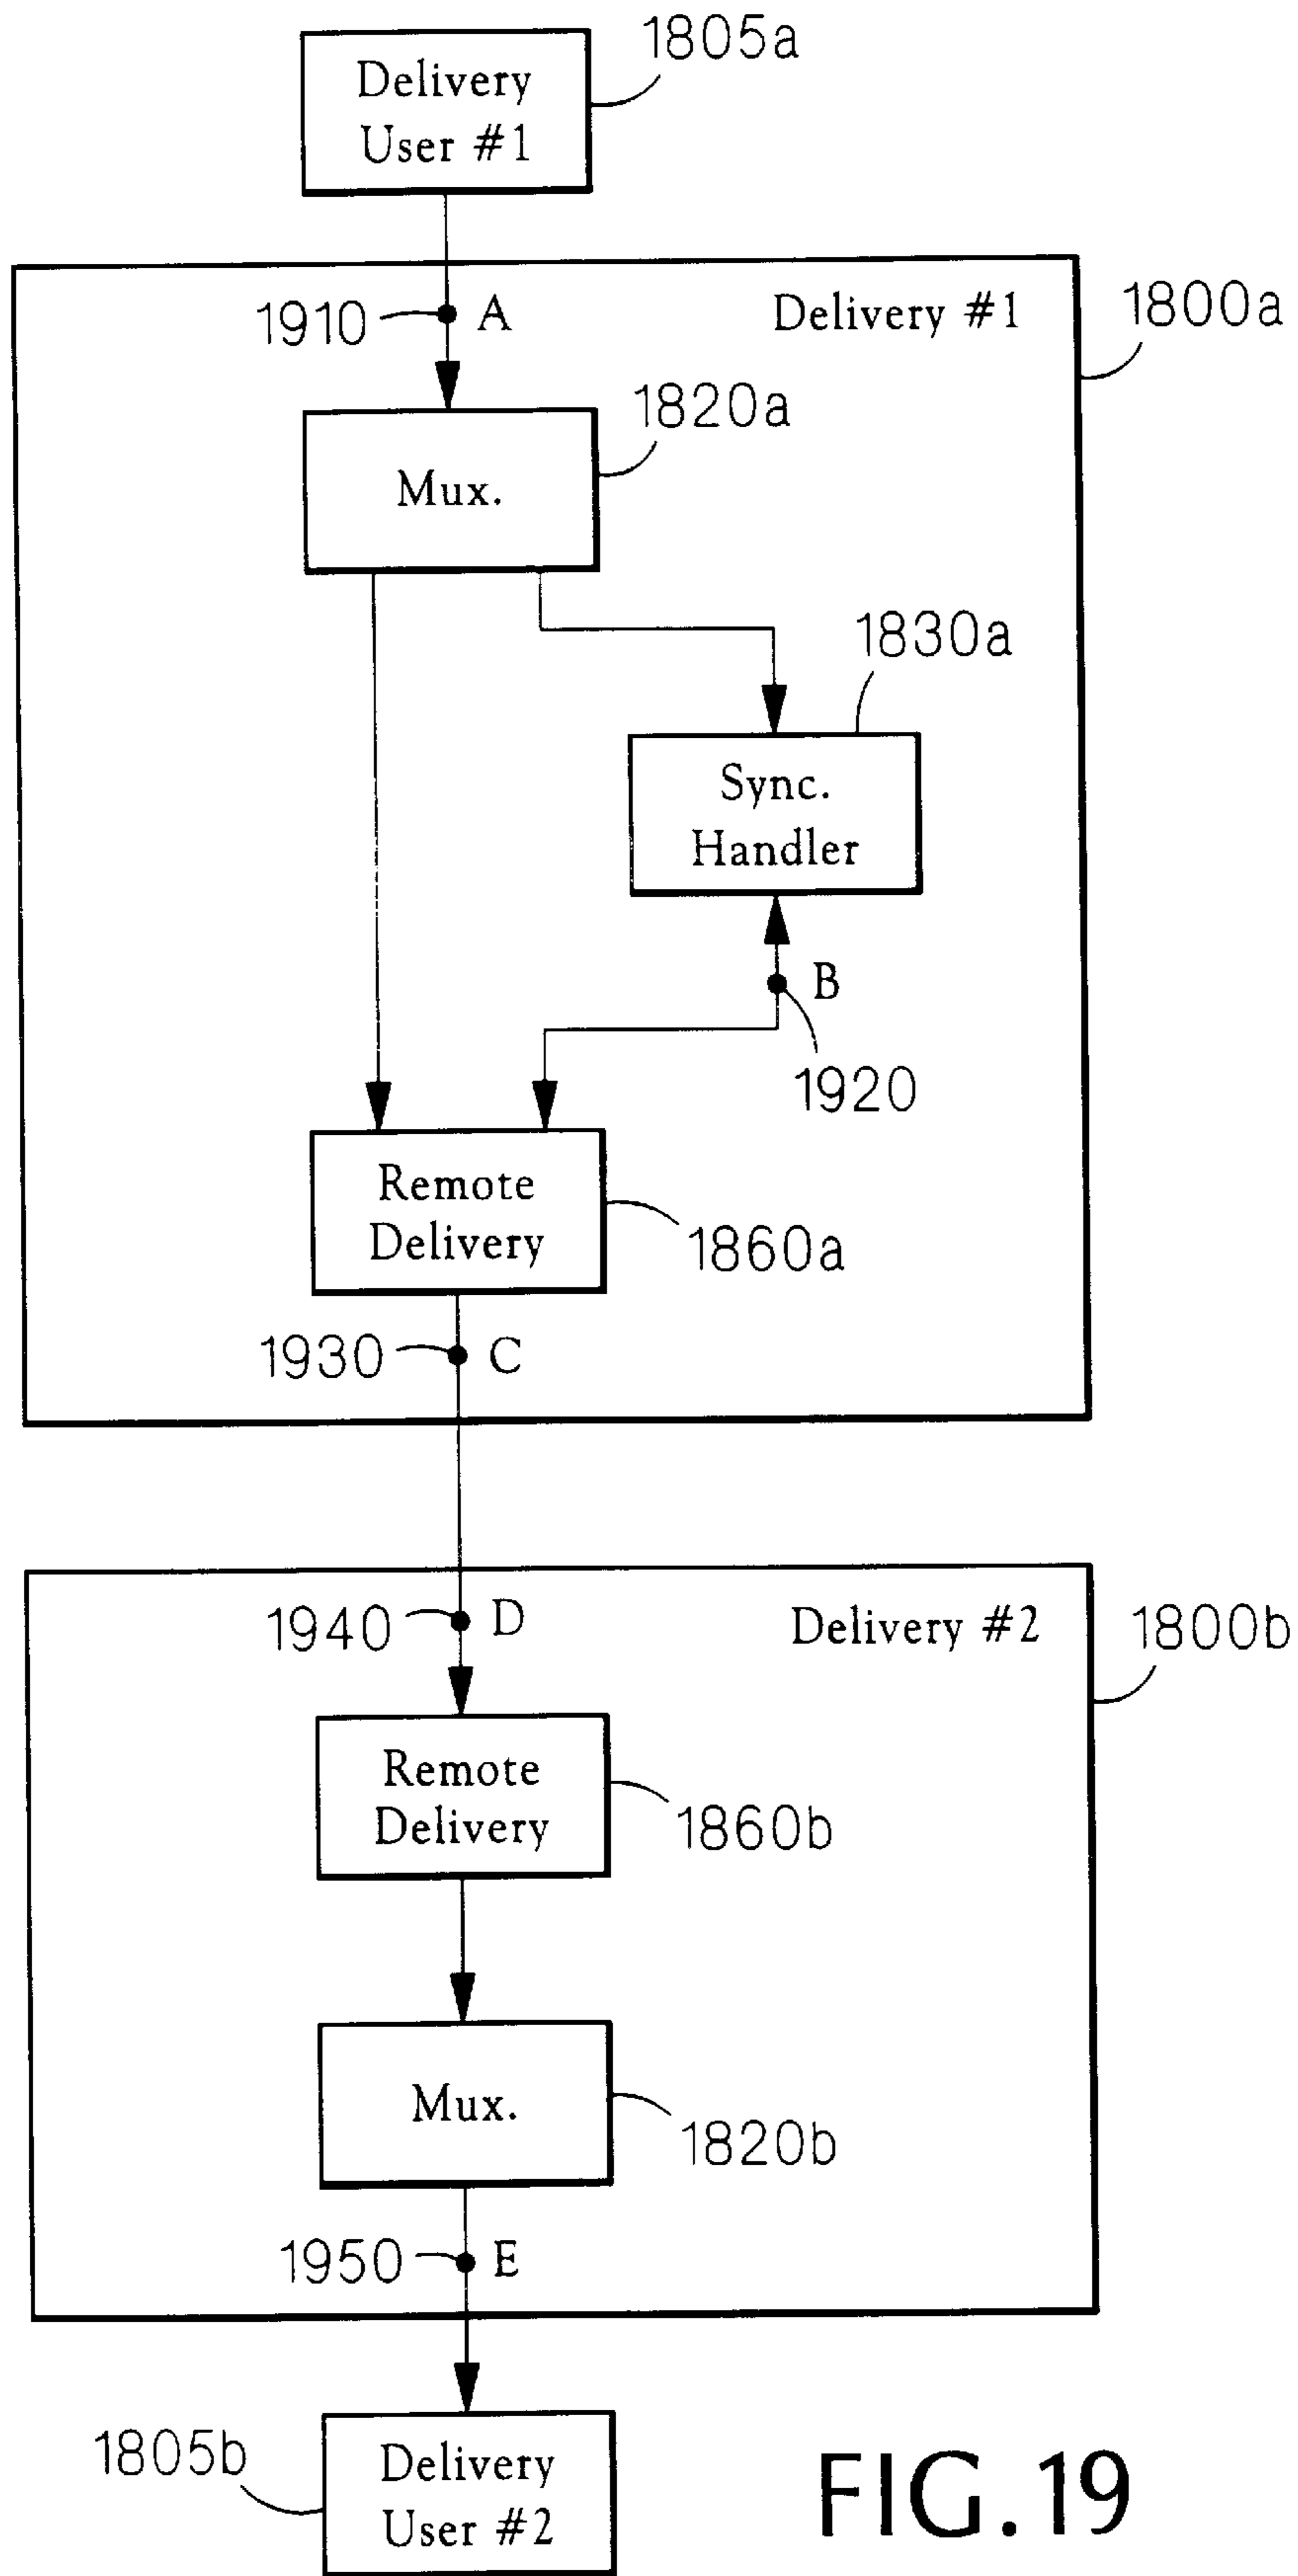 1805a
Delivery
User #1
1910
A
Delivery #1
1800a
1820a
Mux.
1830a
Sync.
Handler
B
1920
Remote
Delivery
1860a
1930
C
1940
D
Delivery #2
1800b
Remote
Delivery
1860b
Mux.
1820b
1950
E
1805b
Delivery
User #2
FIG. 19